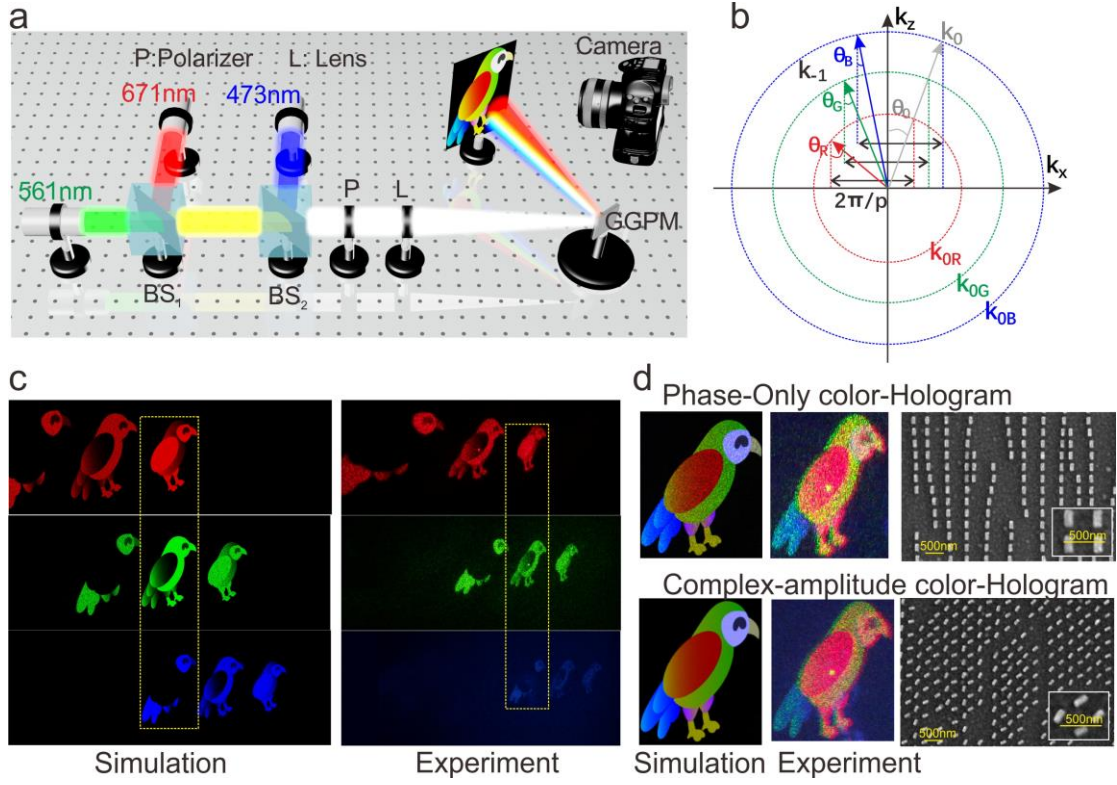 a
P:Polarizer
L: Lens
Camera
671nm
473nm
561nm
P
L
GGPM
BS1
BS2
b
kz
k0
k-1
θB
θG
θ0
θR
kx
2π/p
k0R
k0G
k0B
c
Simulation
Experiment
d
Phase-Only color-Hologram
500nm
500nm
Complex-amplitude color-Hologram
500nm
500nm
Simulation
Experiment